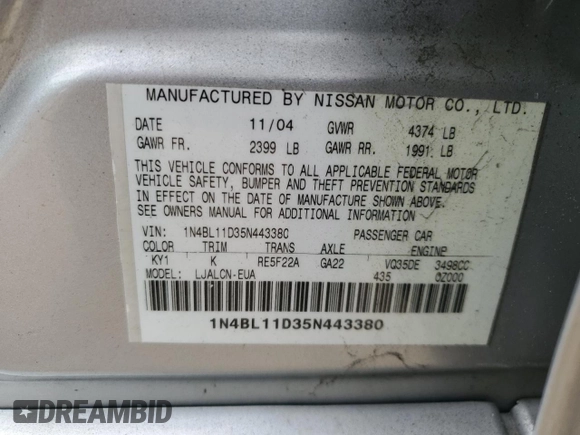 MANUFACTURED BY NISSAN MOTOR CO., LTD.
DATE 11/04 GVWR 4374 LB
GAWR FR. 2399 LB GAWR RR. 1991 LB
THIS VEHICLE CONFORMS TO ALL APPLICABLE FEDERAL MOTOR
VEHICLE SAFETY, BUMPER AND THEFT PREVENTION STANDARDS
IN EFFECT ON THE DATE OF MANUFACTURE SHOWN ABOVE.
SEE OWNERS MANUAL FOR ADDITIONAL INFORMATION
VIN: 1N4BL11D35N443380 PASSENGER CAR
COLOR TRIM TRANS AXLE ENGINE
KY1 K RE5F22A GA22 VQ35DE 3498CC
MODEL: LJALCN-EUA 435 0Z000
1N4BL11D35N443380
DREAMBID